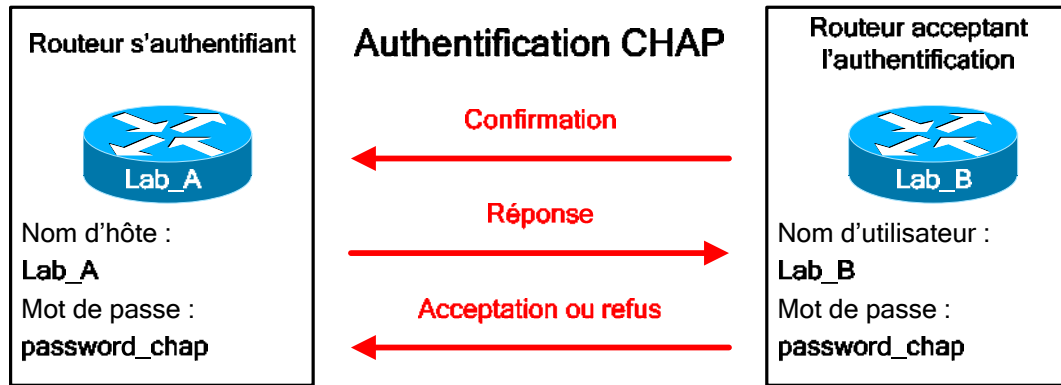 Routeur s’authentifiant
Lab_A
Nom d’hôte :
Lab_A
Mot de passe :
password_chap
Authentification CHAP
Confirmation
Réponse
Acceptation ou refus
Routeur acceptant
l’authentification
Lab_B
Nom d’utilisateur :
Lab_B
Mot de passe :
password_chap